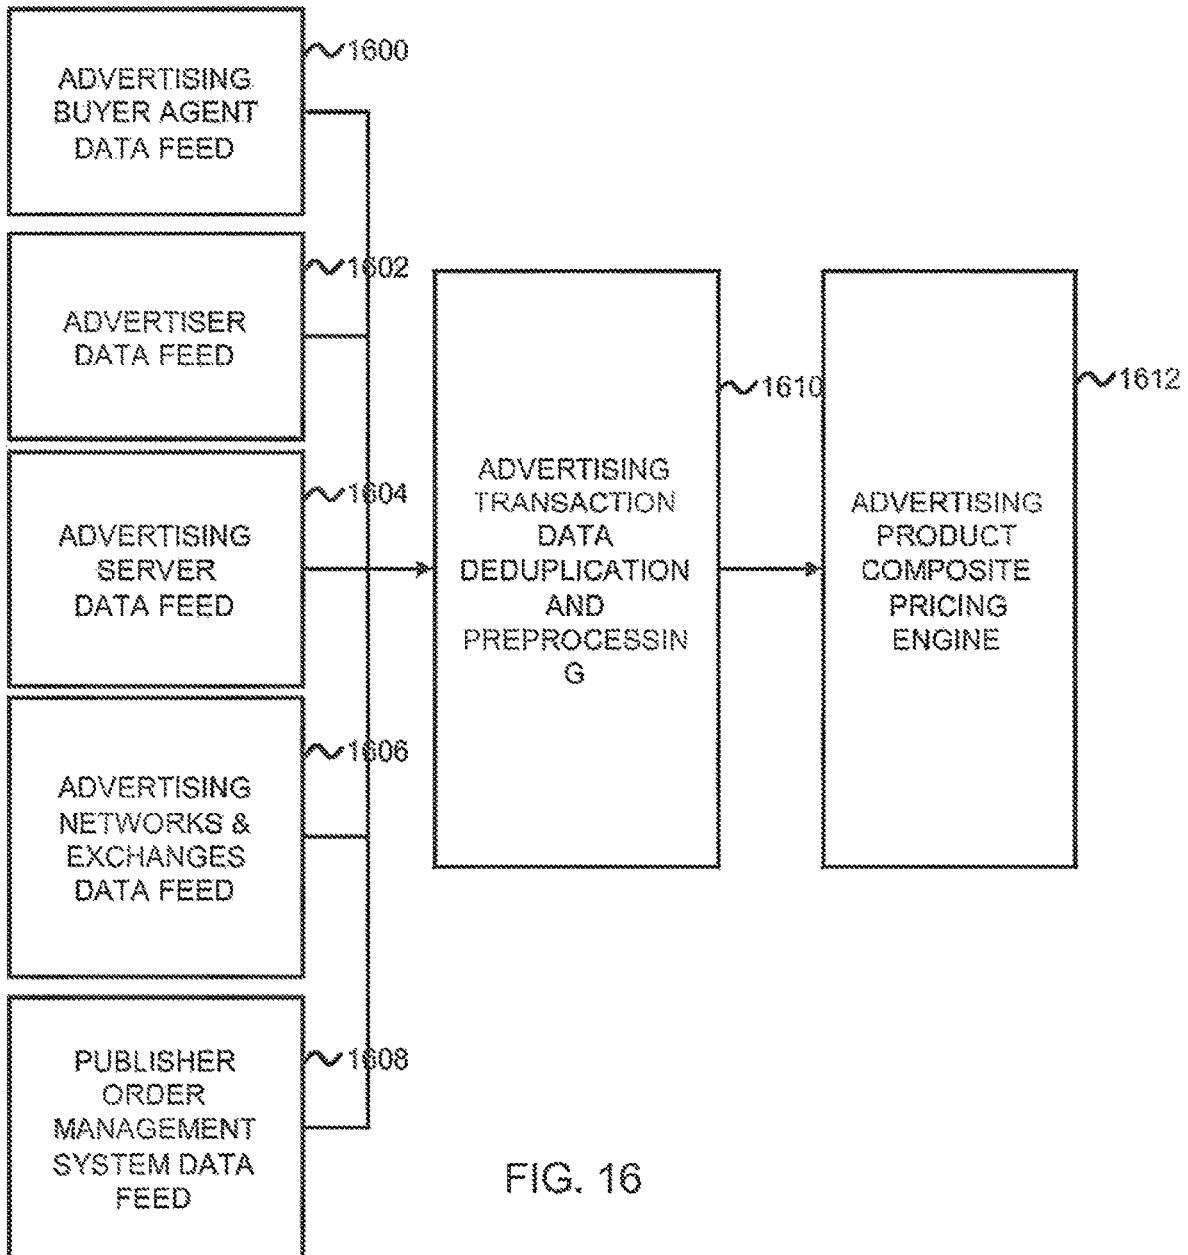 1600
ADVERTISING
BUYER AGENT
DATA FEED
1602
ADVERTISER
DATA FEED
1604
ADVERTISING
SERVER
DATA FEED
1606
ADVERTISING
NETWORKS &
EXCHANGES
DATA FEED
1608
PUBLISHER
ORDER
MANAGEMENT
SYSTEM DATA
FEED
1610
ADVERTISING
TRANSACTION
DATA
DEDUPLICATION
AND
PREPROCESSIN
G
1612
ADVERTISING
PRODUCT
COMPOSITE
PRICING
ENGINE
FIG. 16